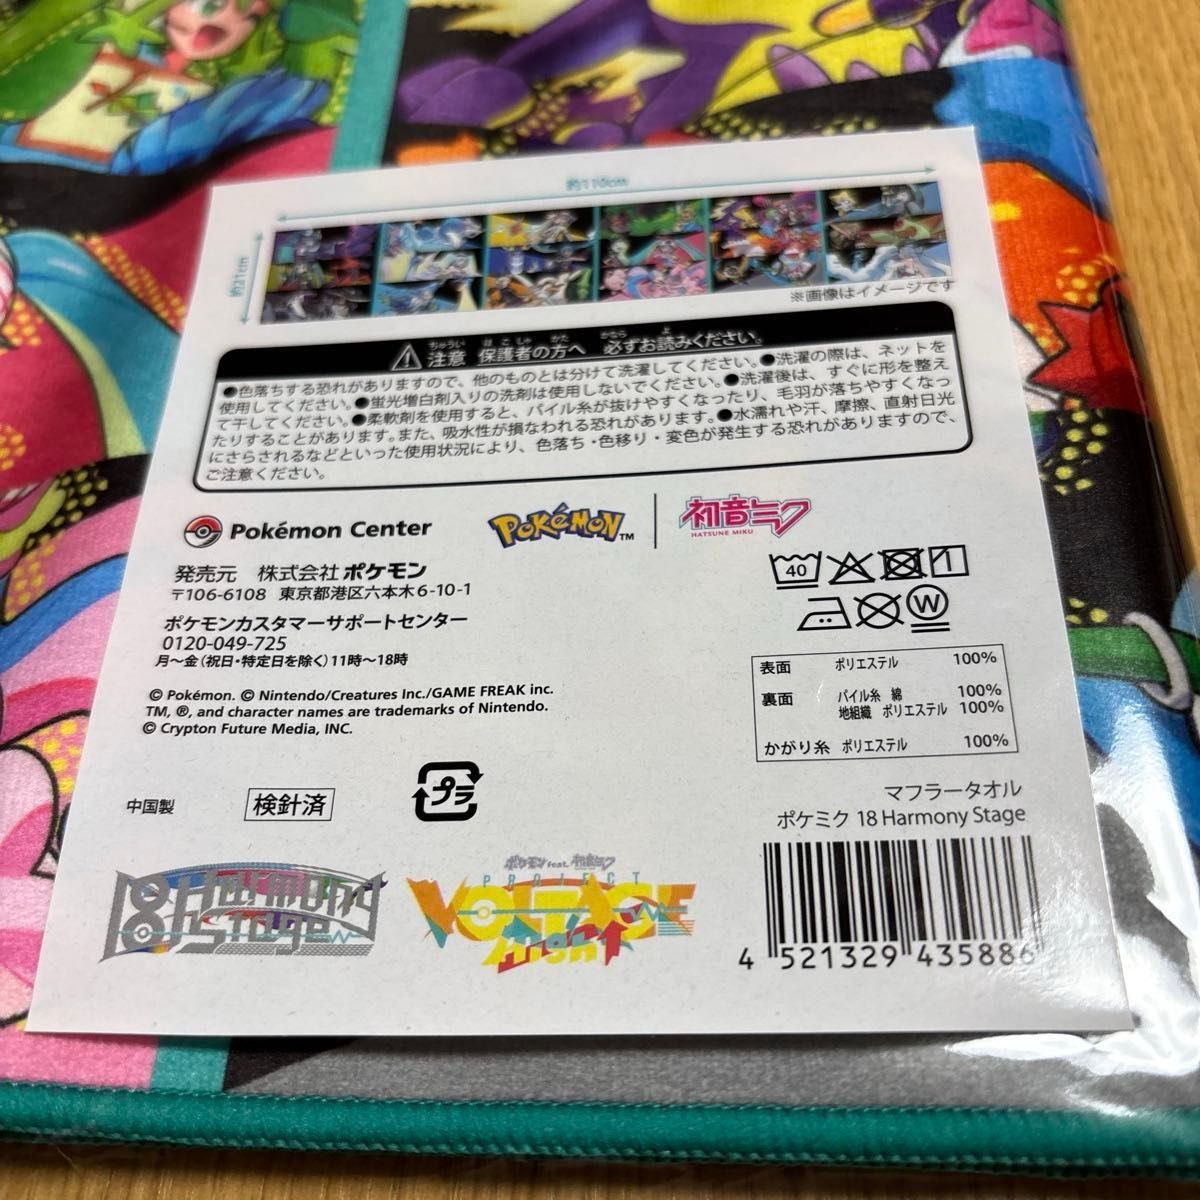 約110cm
約21cm
※画像はイメージです
注意 保護者の方へ 必ずお読みください。
●色落ちする恐れがありますので、他のものとは分けて洗濯してください。●洗濯の際は、ネットを
使用してください。●蛍光増白剤入りの洗剤は使用しないでください。●洗濯後は、すぐに形を整え
て干してください。●柔軟剤を使用すると、パイル糸が抜けやすくなったり、毛羽が落ちやすくなっ
たりすることがあります。また、吸水性が損なわれる恐れがあります。●水濡れや汗、摩擦、直射日光
にさらされるなどといった使用状況により、色落ち・色移り・変色が発生する恐れがありますので、
ご注意ください。
Pokémon Center
POKÉMON™
初音ミク
HATSUNE MIKU
発売元 株式会社ポケモン
〒106-6108 東京都港区六本木6-10-1
ポケモンカスタマーサポートセンター
0120-049-725
月～金(祝日・特定日を除く)11時～18時
© Pokémon. © Nintendo/Creatures Inc./GAME FREAK inc.
TM, ®, and character names are trademarks of Nintendo.
© Crypton Future Media, INC.
40
W
表面 ポリエステル 100%
裏面 パイル糸 綿 100%
地組織 ポリエステル 100%
かがり糸 ポリエステル 100%
中国製
検針済
プラ
マフラータオル
ポケミク 18 Harmony Stage
18 Harmony Stage
ポケモン feat. 初音ミク
PROJECT
VOLTAGE
High↑
4 521329 435886